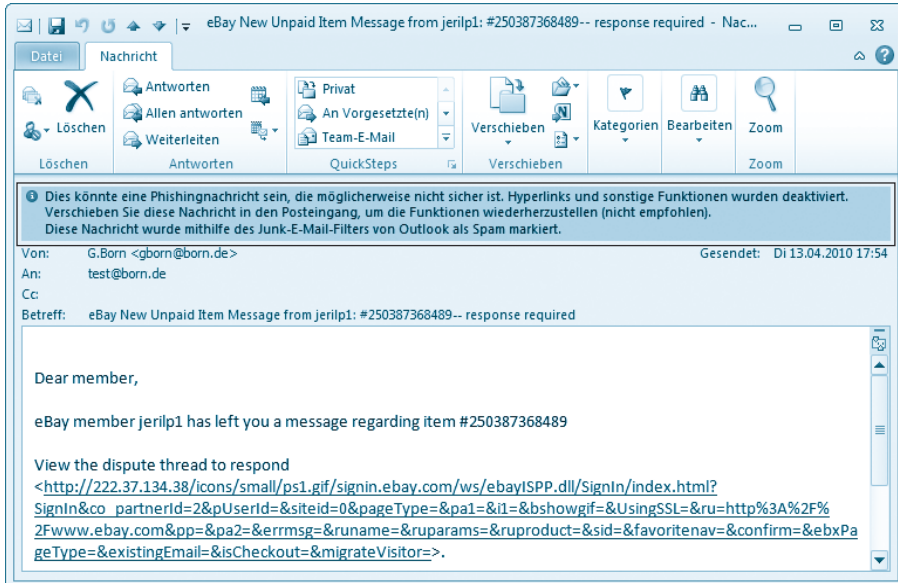 eBay New Unpaid Item Message from jerilp1: #250387368489-- response required - Nac...
Datei Nachricht
Löschen
Antworten
Allen antworten
Weiterleiten
Privat
An Vorgesetzte(n)
Team-E-Mail
Verschieben
Kategorien
Bearbeiten
Zoom
Löschen Antworten QuickSteps Verschieben Zoom
Dies könnte eine Phishingnachricht sein, die möglicherweise nicht sicher ist. Hyperlinks und sonstige Funktionen wurden deaktiviert.
Verschieben Sie diese Nachricht in den Posteingang, um die Funktionen wiederherzustellen (nicht empfohlen).
Diese Nachricht wurde mithilfe des Junk-E-Mail-Filters von Outlook als Spam markiert.
Von: G.Born <gborn@born.de> Gesendet: Di 13.04.2010 17:54
An: test@born.de
Cc:
Betreff: eBay New Unpaid Item Message from jerilp1: #250387368489-- response required
Dear member,
eBay member jerilp1 has left you a message regarding item #250387368489
View the dispute thread to respond
<http://222.37.134.38/icons/small/ps1.gif/signin.ebay.com/ws/ebayISPP.dll/SignIn/index.html?
SignIn&co_partnerId=2&pUserId=&siteid=0&pageType=&pa1=&i1=&bshowgif=&UsingSSL=&ru=http%3A%2F%
2Fwww.ebay.com&pp=&pa2=&errmsg=&runame=&ruparams=&ruproduct=&sid=&favoritenav=&confirm=&ebxPa
geType=&existingEmail=&isCheckout=&migrateVisitor=>.